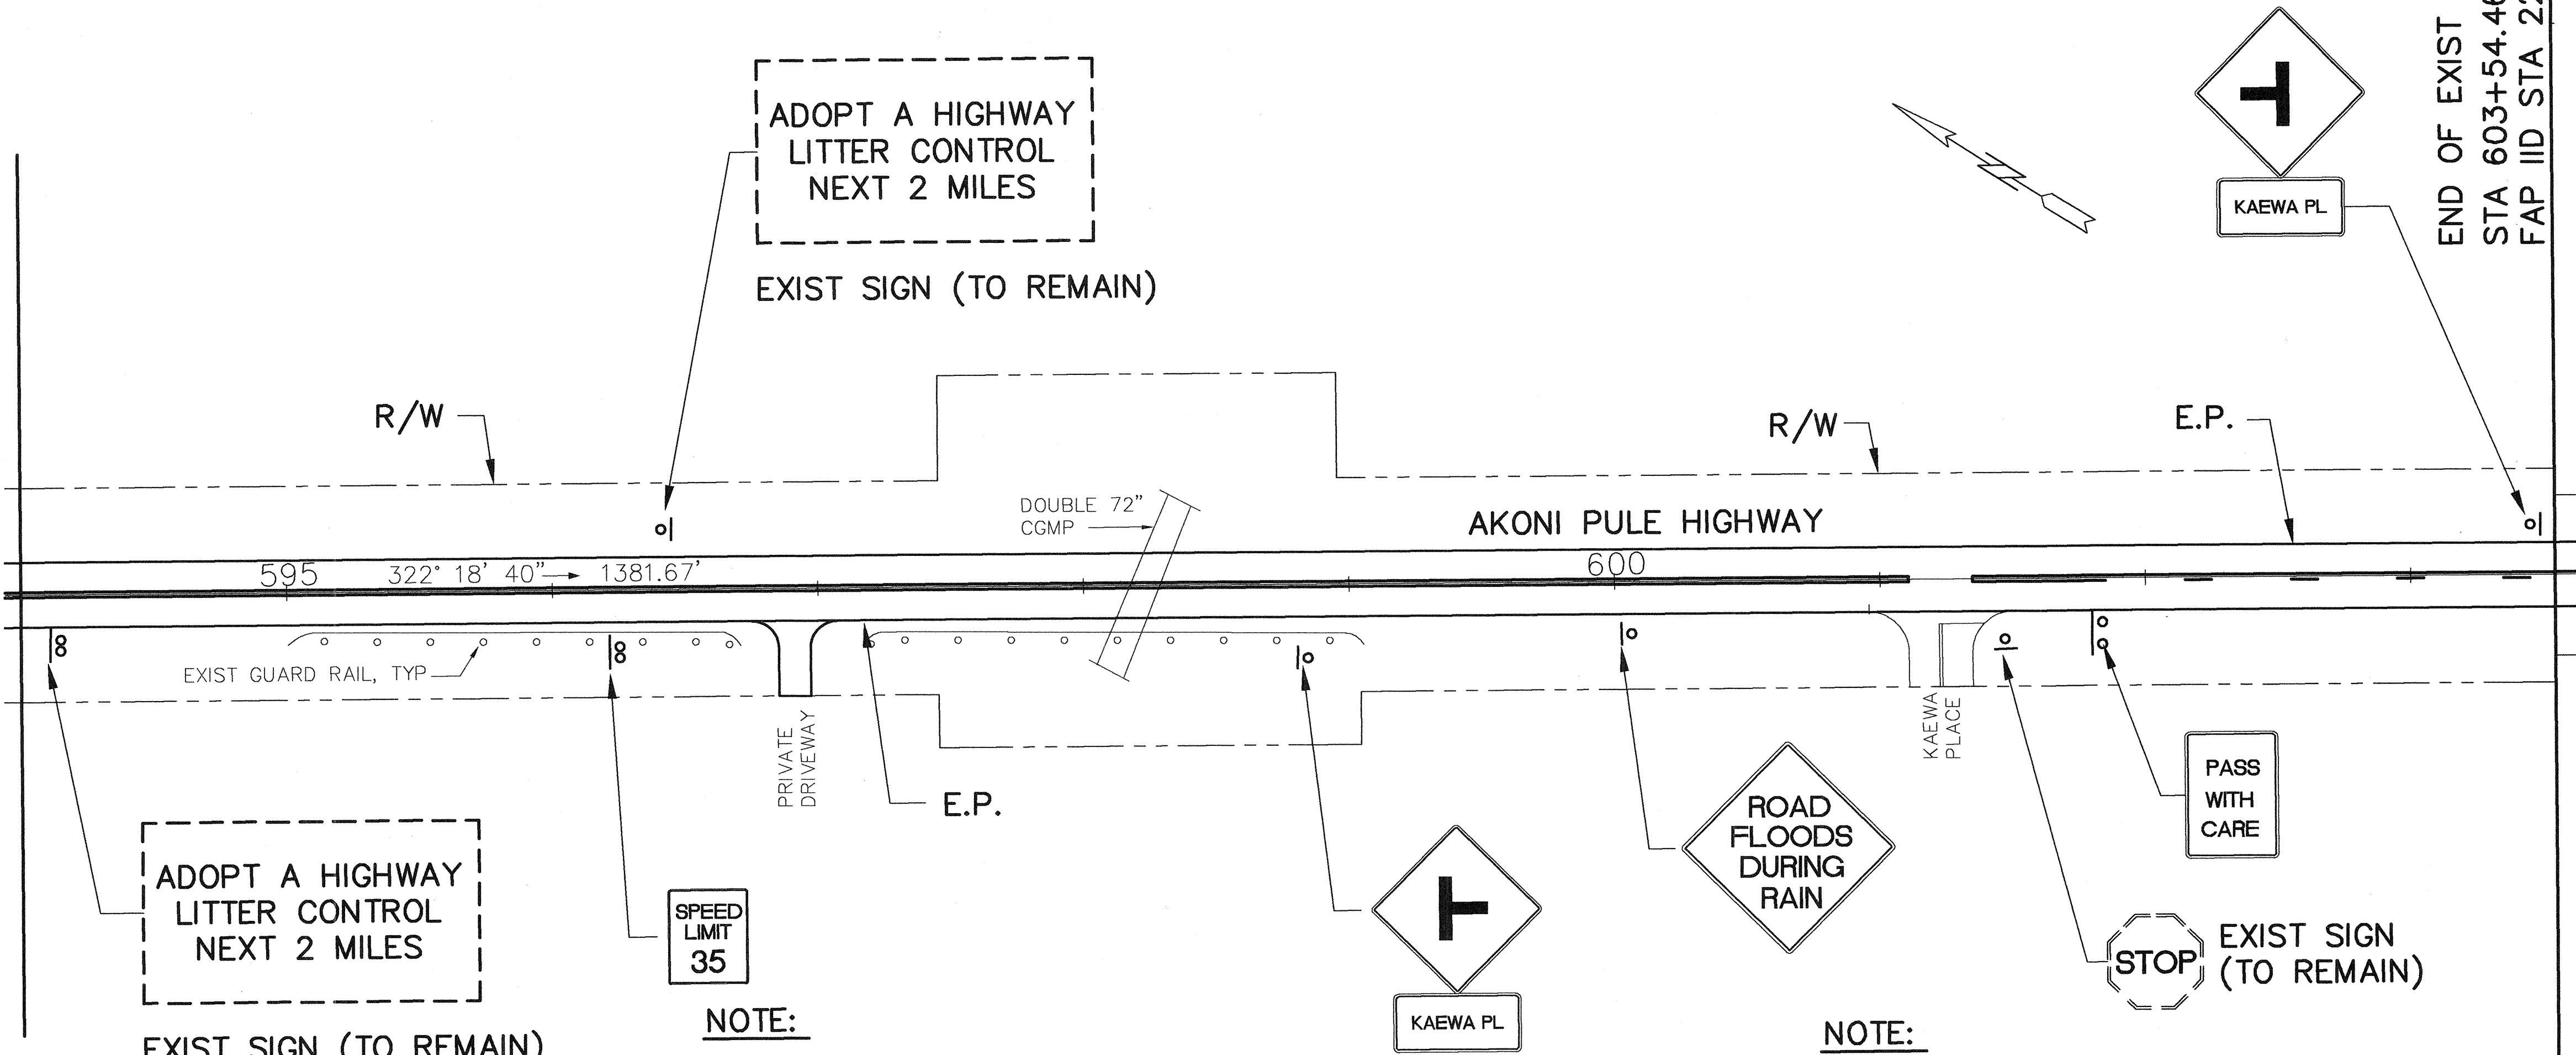 ADOPT A HIGHWAY
LITTER CONTROL
NEXT 2 MILES
EXIST SIGN (TO REMAIN)
KAEWA PL
END OF EXIST
STA 603+54.46
FAP IID STA 22
R/W
R/W
E.P.
DOUBLE 72"
CGMP
AKONI PULE HIGHWAY
595
322° 18' 40"
1381.67'
600
EXIST GUARD RAIL, TYP
PRIVATE
DRIVEWAY
E.P.
KAEWA
PLACE
ADOPT A HIGHWAY
LITTER CONTROL
NEXT 2 MILES
EXIST SIGN (TO REMAIN)
SPEED
LIMIT
35
NOTE:
KAEWA PL
ROAD
FLOODS
DURING
RAIN
PASS
WITH
CARE
STOP
EXIST SIGN
(TO REMAIN)
NOTE: